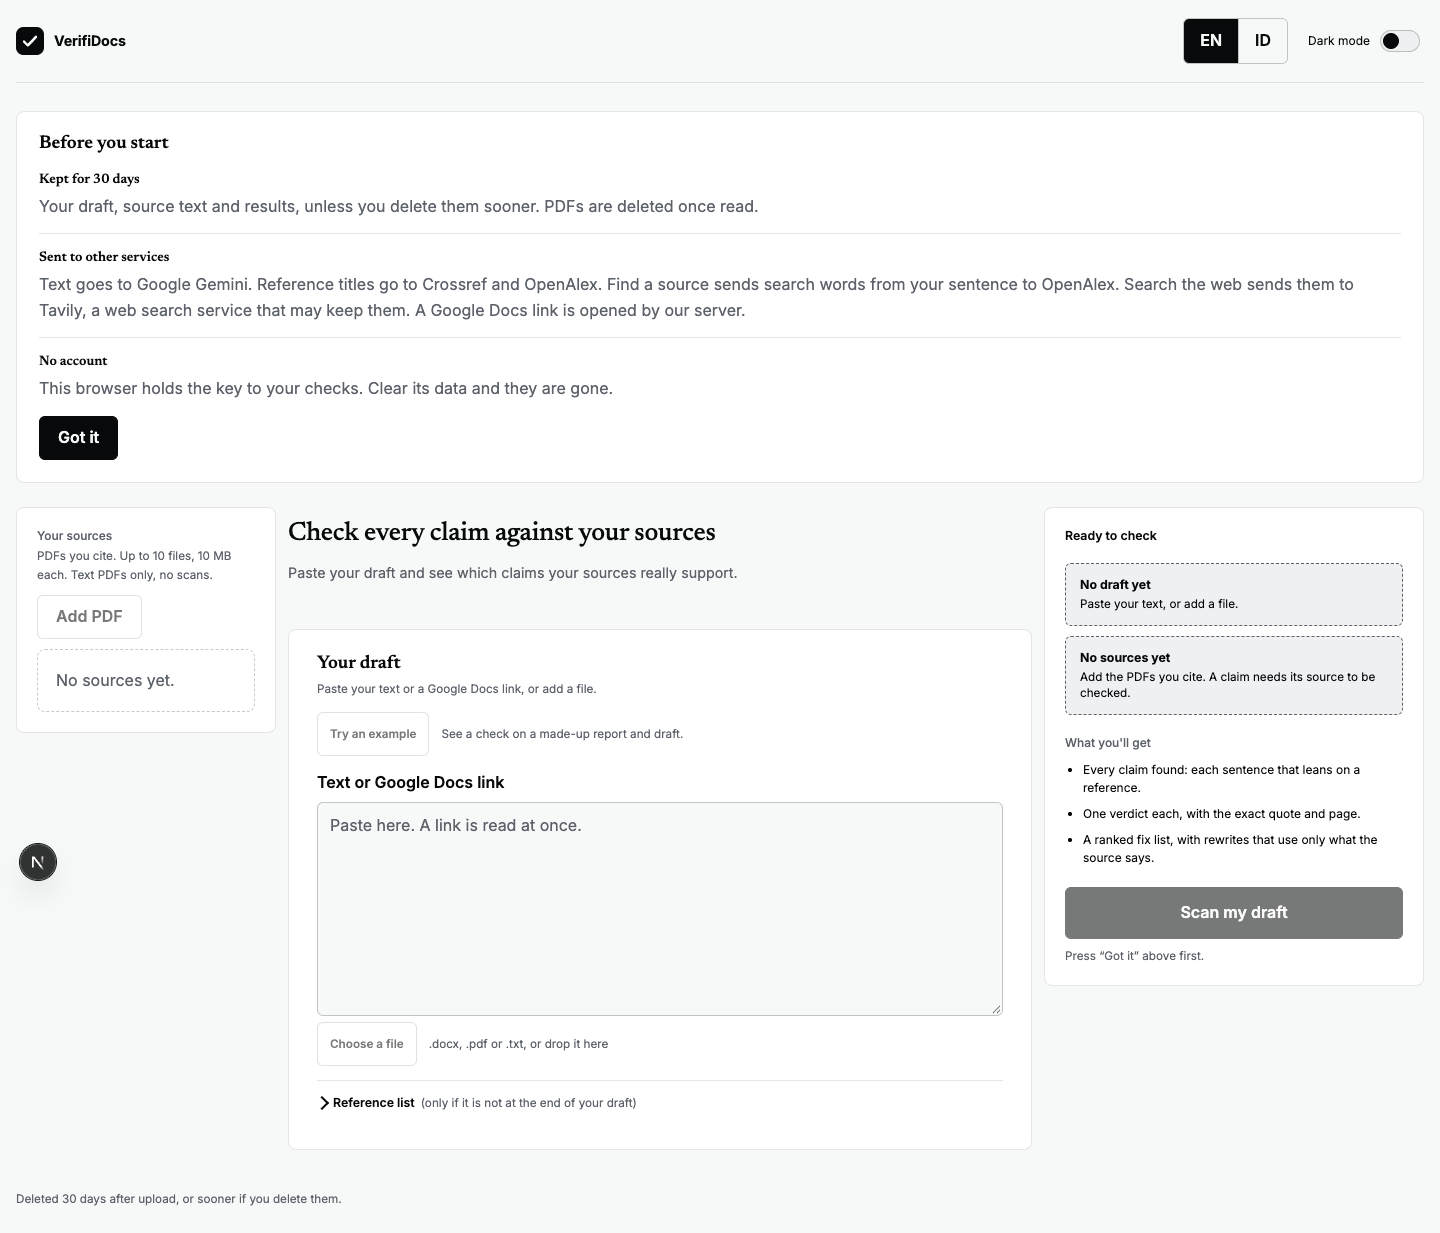 VerifiDocs
EN
ID
Dark mode
Before you start
Kept for 30 days
Your draft, source text and results, unless you delete them sooner. PDFs are deleted once read.
Sent to other services
Text goes to Google Gemini. Reference titles go to Crossref and OpenAlex. Find a source sends search words from your sentence to OpenAlex. Search the web sends them to
Tavily, a web search service that may keep them. A Google Docs link is opened by our server.
No account
This browser holds the key to your checks. Clear its data and they are gone.
Got it
Your sources
PDFs you cite. Up to 10 files, 10 MB
each. Text PDFs only, no scans.
Add PDF
No sources yet.
Check every claim against your sources
Paste your draft and see which claims your sources really support.
Your draft
Paste your text or a Google Docs link, or add a file.
Try an example
See a check on a made-up report and draft.
Text or Google Docs link
Paste here. A link is read at once.
Choose a file
.docx, .pdf or .txt, or drop it here
Reference list (only if it is not at the end of your draft)
Ready to check
No draft yet
Paste your text, or add a file.
No sources yet
Add the PDFs you cite. A claim needs its source to be
checked.
What you'll get
• Every claim found: each sentence that leans on a
reference.
• One verdict each, with the exact quote and page.
• A ranked fix list, with rewrites that use only what the
source says.
Scan my draft
Press “Got it” above first.
N
Deleted 30 days after upload, or sooner if you delete them.